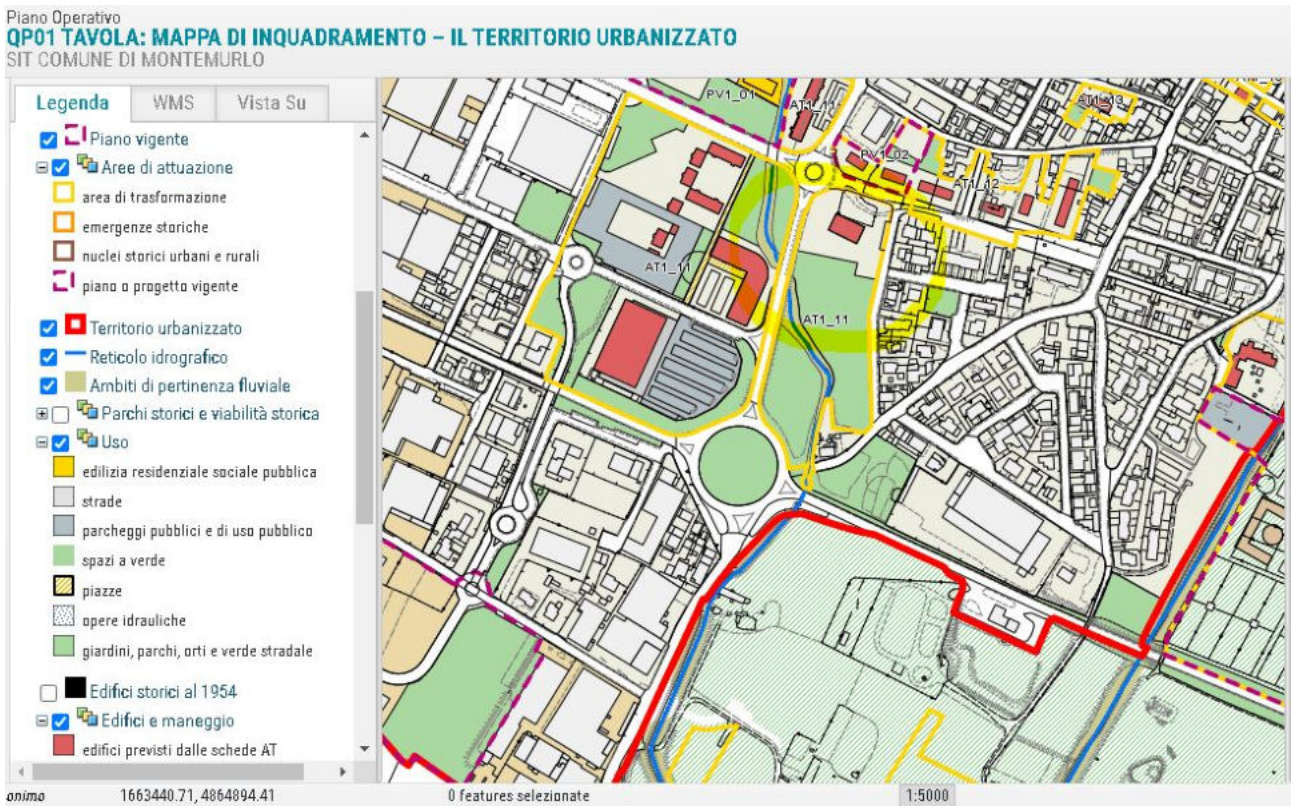 Piano Operativo
QP01 TAVOLA: MAPPA DI INQUADRAMENTO – IL TERRITORIO URBANIZZATO
SIT COMUNE DI MONTEMURLO
Legenda WMS Vista Su
Piano vigente
Aree di attuazione
area di trasformazione
emergenze storiche
nuclei storici urbani e rurali
piano o progetto vigente
Territorio urbanizzato
Reticolo idrografico
Ambiti di pertinenza fluviale
Parchi storici e viabilità storica
Uso
edilizia residenziale sociale pubblica
strade
parcheggi pubblici e di uso pubblico
spazi a verde
piazze
opere idrauliche
giardini, parchi, orti e verde stradale
Edifici storici al 1954
Edifici e maneggio
edifici previsti dalle schede AT
PV1_01
AT1_11
AT1_13
PV1_02
AT1_12
AT1_11
AT1_11
onimo 1663440.71, 4864894.41 0 features selezionate 1:5000